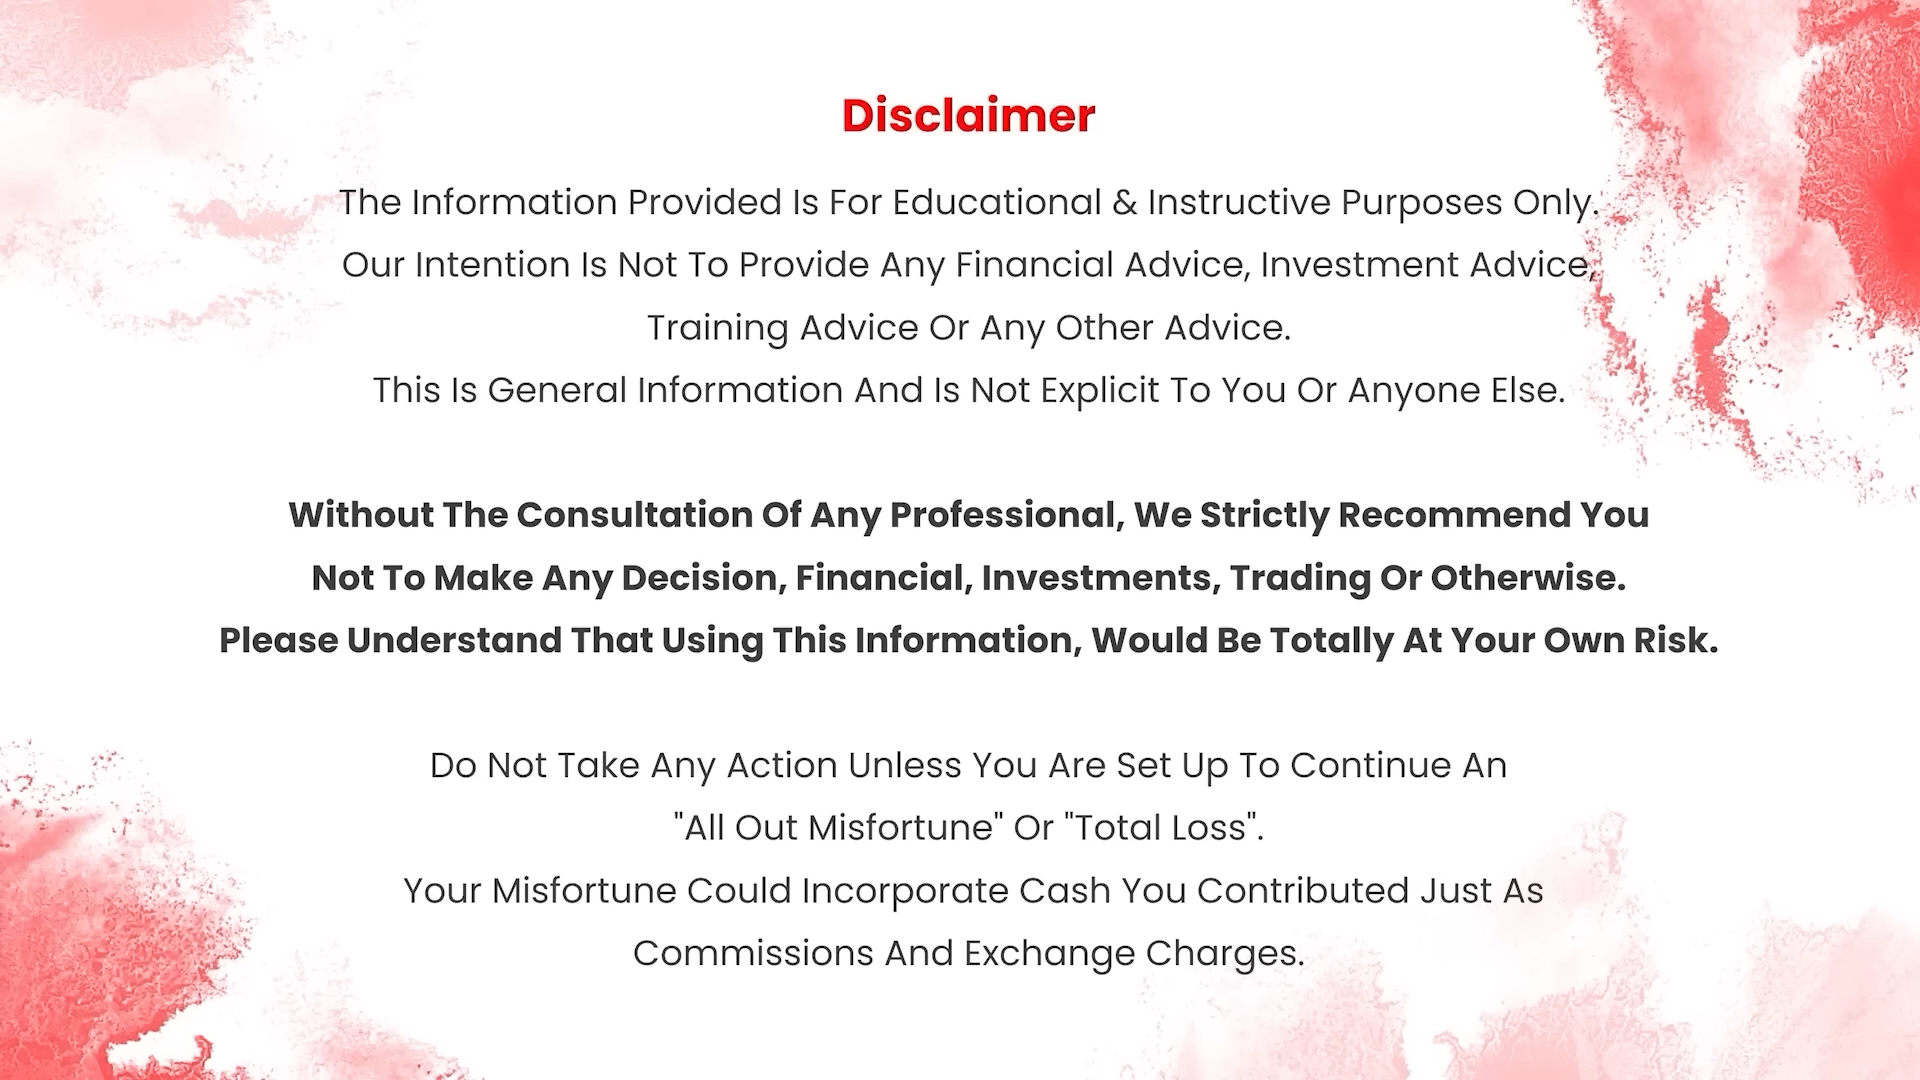 Disclaimer
The Information Provided Is For Educational & Instructive Purposes Only.
Our Intention Is Not To Provide Any Financial Advice, Investment Advice,
Training Advice Or Any Other Advice.
This Is General Information And Is Not Explicit To You Or Anyone Else.
Without The Consultation Of Any Professional, We Strictly Recommend You
Not To Make Any Decision, Financial, Investments, Trading Or Otherwise.
Please Understand That Using This Information, Would Be Totally At Your Own Risk.
Do Not Take Any Action Unless You Are Set Up To Continue An
"All Out Misfortune" Or "Total Loss".
Your Misfortune Could Incorporate Cash You Contributed Just As
Commissions And Exchange Charges.